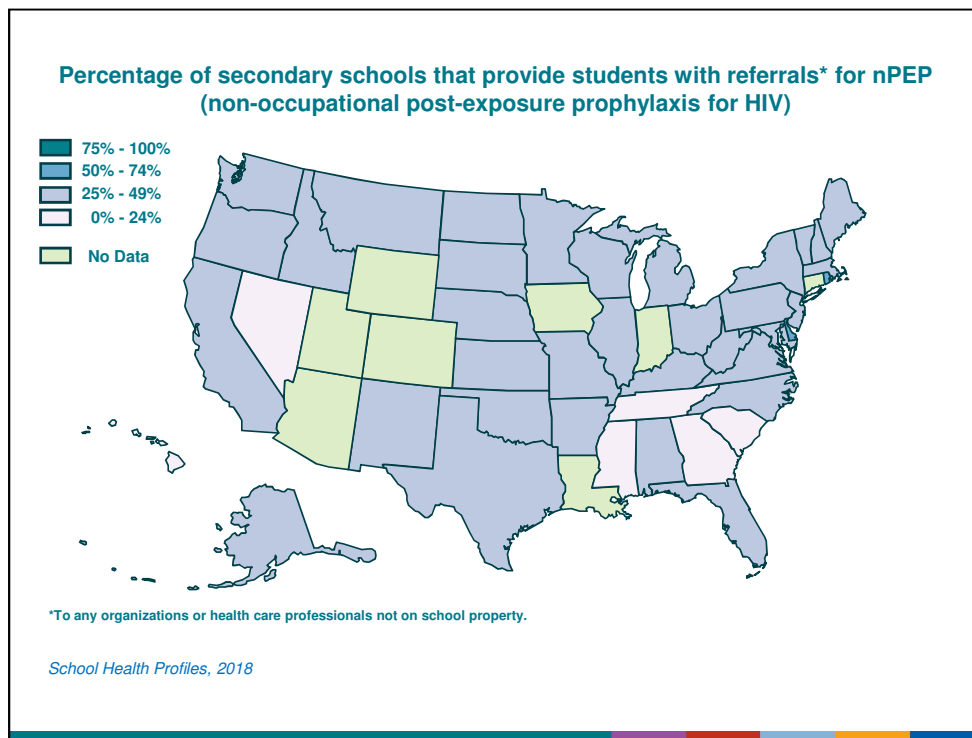 Percentage of secondary schools that provide students with referrals* for nPEP
(non-occupational post-exposure prophylaxis for HIV)
75% - 100%
50% - 74%
25% - 49%
0% - 24%
No Data
*To any organizations or health care professionals not on school property.
School Health Profiles, 2018